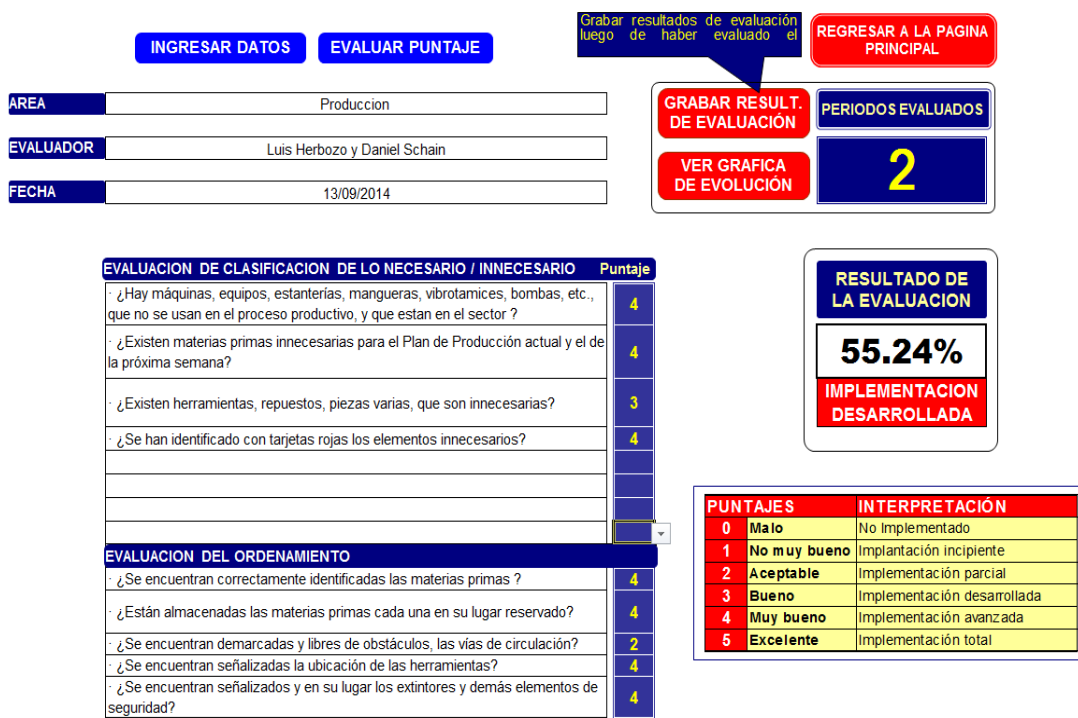 Grabar resultados de evaluación
luego de haber evaluado el
REGRESAR A LA PAGINA
PRINCIPAL
INGRESAR DATOS
EVALUAR PUNTAJE
AREA
Produccion
GRABAR RESULT.
DE EVALUACIÓN
PERIODOS EVALUADOS
EVALUADOR
Luis Herbozo y Daniel Schain
VER GRAFICA
DE EVOLUCIÓN
2
FECHA
13/09/2014
EVALUACION DE CLASIFICACION DE LO NECESARIO / INNECESARIO Puntaje
· ¿Hay máquinas, equipos, estanterías, mangueras, vibrotamices, bombas, etc.,
que no se usan en el proceso productivo, y que estan en el sector ?
4
· ¿Existen materias primas innecesarias para el Plan de Producción actual y el de
la próxima semana?
4
· ¿Existen herramientas, repuestos, piezas varias, que son innecesarias?
3
· ¿Se han identificado con tarjetas rojas los elementos innecesarios?
4
RESULTADO DE
LA EVALUACION
55.24%
IMPLEMENTACION
DESARROLLADA
EVALUACION DEL ORDENAMIENTO
· ¿Se encuentran correctamente identificadas las materias primas ?
4
· ¿Están almacenadas las materias primas cada una en su lugar reservado?
4
· ¿Se encuentran demarcadas y libres de obstáculos, las vías de circulación?
2
· ¿Se encuentran señalizadas la ubicación de las herramientas?
4
· ¿Se encuentran señalizados y en su lugar los extintores y demás elementos de
seguridad?
4
PUNTAJES INTERPRETACIÓN
0 Malo No Implementado
1 No muy bueno Implantación incipiente
2 Aceptable Implementación parcial
3 Bueno Implementación desarrollada
4 Muy bueno Implementación avanzada
5 Excelente Implementación total